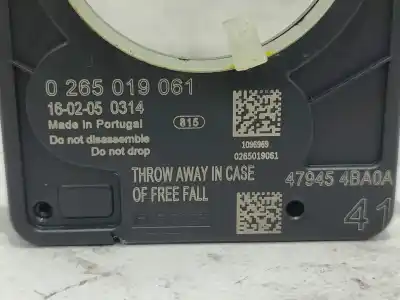 0 265 019 061
16-02-05 0314
Made in Portugal
815
Do not disassemble
Do not drop
1096969
0265019061
THROW AWAY IN CASE
OF FREE FALL
47945 4BA0A
41